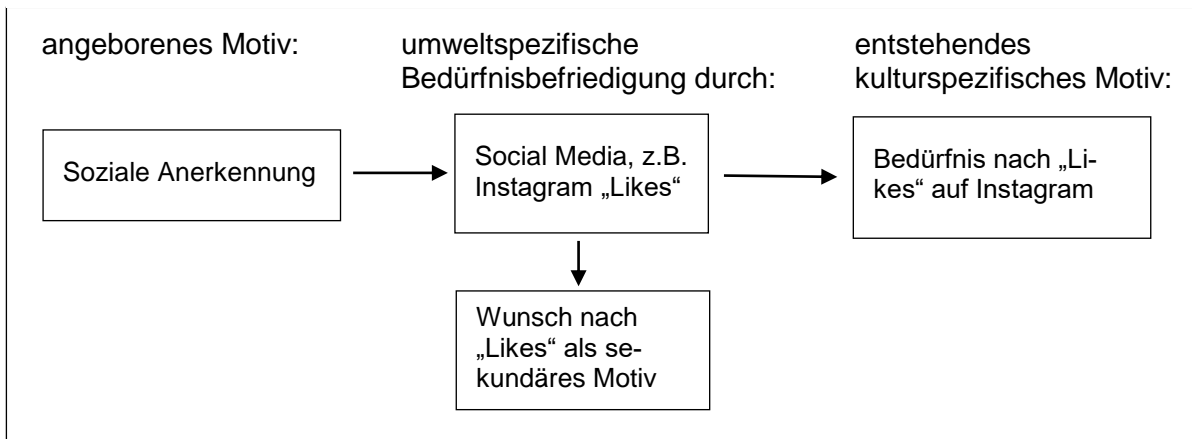 angeborenes Motiv:
umweltspezifische
Bedürfnisbefriedigung durch:
entstehendes
kulturspezifisches Motiv:
Soziale Anerkennung
Social Media, z.B.
Instagram „Likes“
Bedürfnis nach „Li-
kes“ auf Instagram
Wunsch nach
„Likes“ als se-
kundäres Motiv